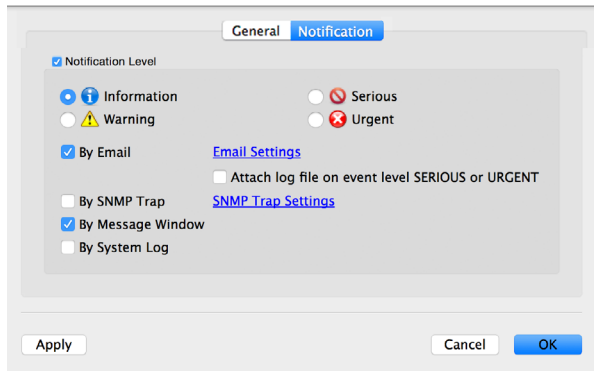 General Notification
Notification Level
Information Serious
Warning Urgent
By Email Email Settings
Attach log file on event level SERIOUS or URGENT
By SNMP Trap SNMP Trap Settings
By Message Window
By System Log
Apply Cancel OK